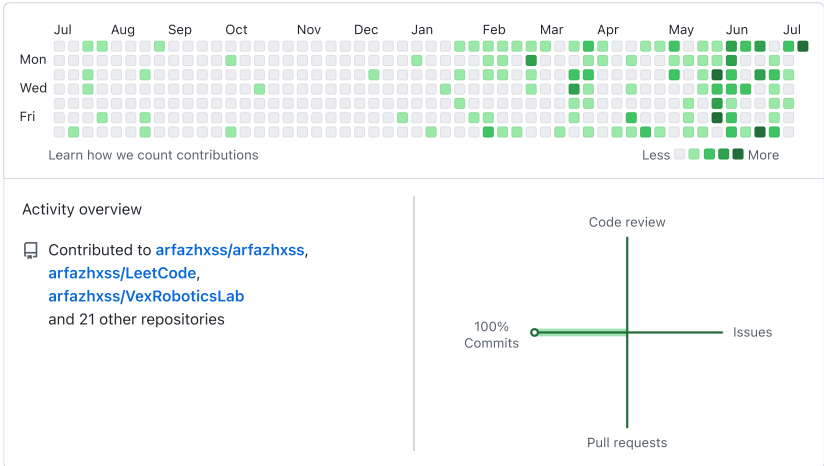 Jul Aug Sep Oct Nov Dec Jan Feb Mar Apr May Jun Jul
Mon
Wed
Fri
Learn how we count contributions
Less More
Activity overview
Contributed to arfazhxss/arfazhxss,
arfazhxss/LeetCode,
arfazhxss/VexRoboticsLab
and 21 other repositories
Code review
100%
Commits
Issues
Pull requests